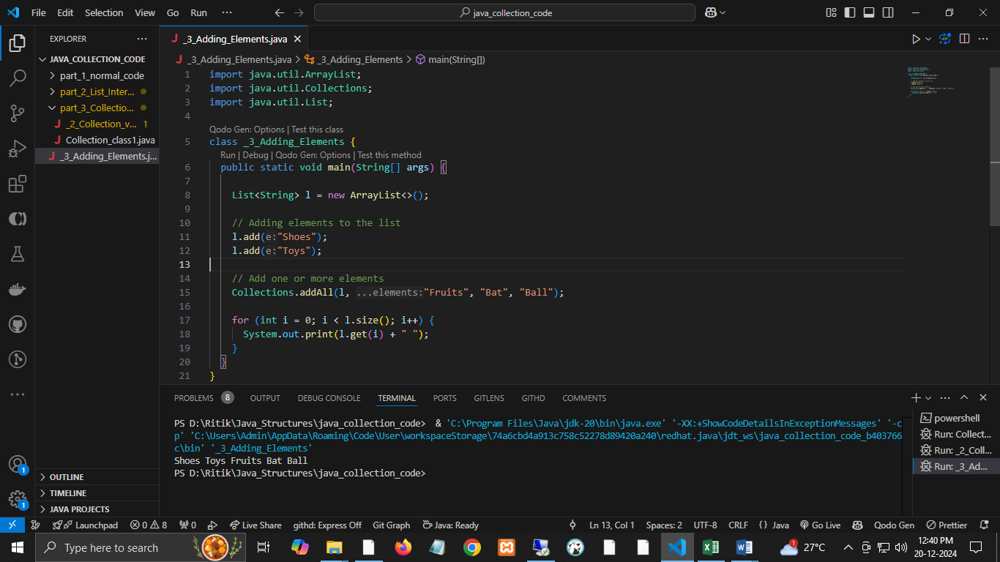 File Edit Selection View Go Run ··· java_collection_code
EXPLORER ···
JAVA_COLLECTION_CODE
part_1_normal_code
part_2_List_Inter...
part_3_Collectio...
_2_Collection_v... 1
Collection_class1.java
_3_Adding_Elements.j...
OUTLINE
TIMELINE
JAVA PROJECTS
_3_Adding_Elements.java
_3_Adding_Elements.java > _3_Adding_Elements > main(String[])
1 import java.util.ArrayList;
2 import java.util.Collections;
3 import java.util.List;
4
Qodo Gen: Options | Test this class
5 class _3_Adding_Elements {
Run | Debug | Qodo Gen: Options | Test this method
6 public static void main(String[] args) {
7
8 List<String> l = new ArrayList<>();
9
10 // Adding elements to the list
11 l.add(e:"Shoes");
12 l.add(e:"Toys");
13
14 // Add one or more elements
15 Collections.addAll(l, ...elements:"Fruits", "Bat", "Ball");
16
17 for (int i = 0; i < l.size(); i++) {
18 System.out.print(l.get(i) + " ");
19 }
20 }
21 }
PROBLEMS 8 OUTPUT DEBUG CONSOLE TERMINAL PORTS GITLENS GITHD COMMENTS
PS D:\Ritik\Java_Structures\java_collection_code> & 'C:\Program Files\Java\jdk-20\bin\java.exe' '-XX:+ShowCodeDetailsInExceptionMessages' '-c
p' 'C:\Users\Admin\AppData\Roaming\Code\User\workspaceStorage\74a6cbd4a913c758c52278d89420a240\redhat.java\jdt_ws\java_collection_code_b403766
c\bin' '_3_Adding_Elements'
Shoes Toys Fruits Bat Ball
PS D:\Ritik\Java_Structures\java_collection_code>
powershell
Run: Collect...
Run: _2_Coll...
Run: _3_Ad...
1
1
Launchpad 0 8 0 Live Share githd: Express Off Git Graph Java: Ready Ln 13, Col 1 Spaces: 2 UTF-8 CRLF {} Java Go Live Qodo Gen Prettier
Type here to search 1 27°C 12:40 PM
20-12-2024